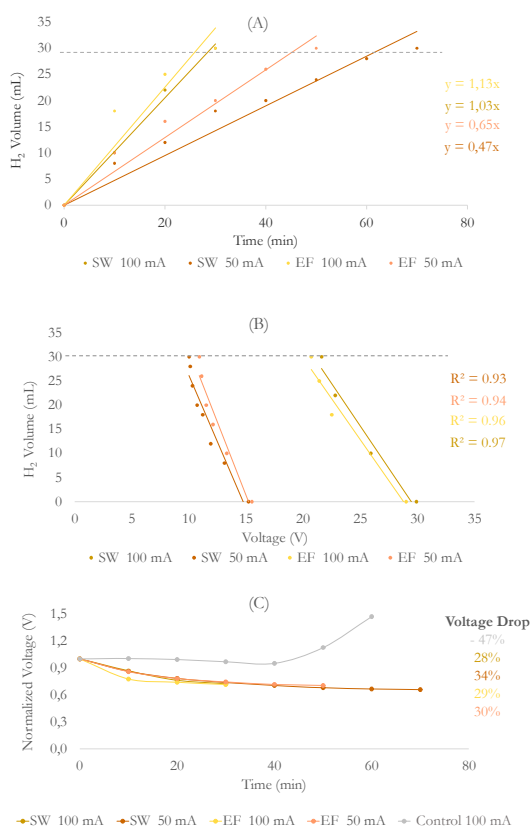 (A)
H₂ Volume (mL)
35
30
25
20
15
10
5
0
y = 1,13x
y = 1,03x
y = 0,65x
y = 0,47x
0 20 40 60 80
Time (min)
SW 100 mA SW 50 mA EF 100 mA EF 50 mA
(B)
H₂ Volume (mL)
35
30
25
20
15
10
5
0
R² = 0.93
R² = 0.94
R² = 0.96
R² = 0.97
0 5 10 15 20 25 30 35
Voltage (V)
SW 100 mA SW 50 mA EF 100 mA EF 50 mA
(C)
Normalized Voltage (V)
1,5
1,2
0,9
0,6
0,3
0,0
Voltage Drop
- 47%
28%
34%
29%
30%
0 20 40 60 80
Time (min)
SW 100 mA SW 50 mA EF 100 mA EF 50 mA Control 100 mA